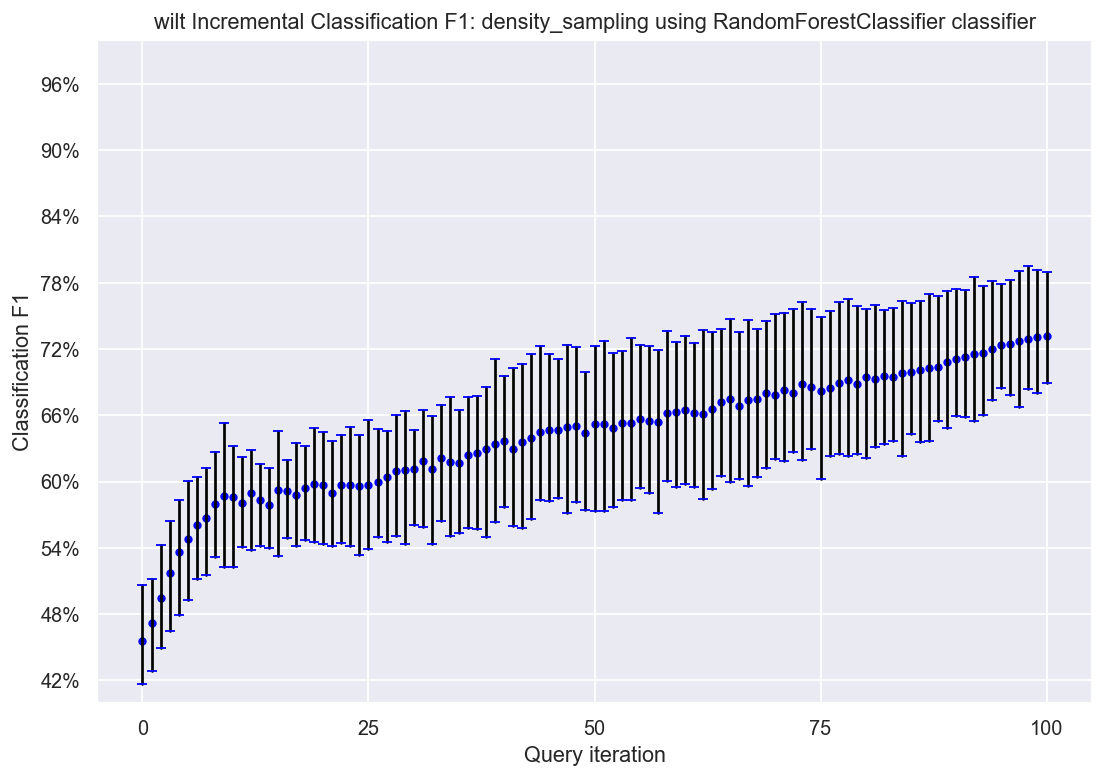 wilt Incremental Classification F1: density_sampling using RandomForestClassifier classifier
96%
90%
84%
78%
72%
66%
60%
54%
48%
42%
Classification F1
0 25 50 75 100
Query iteration